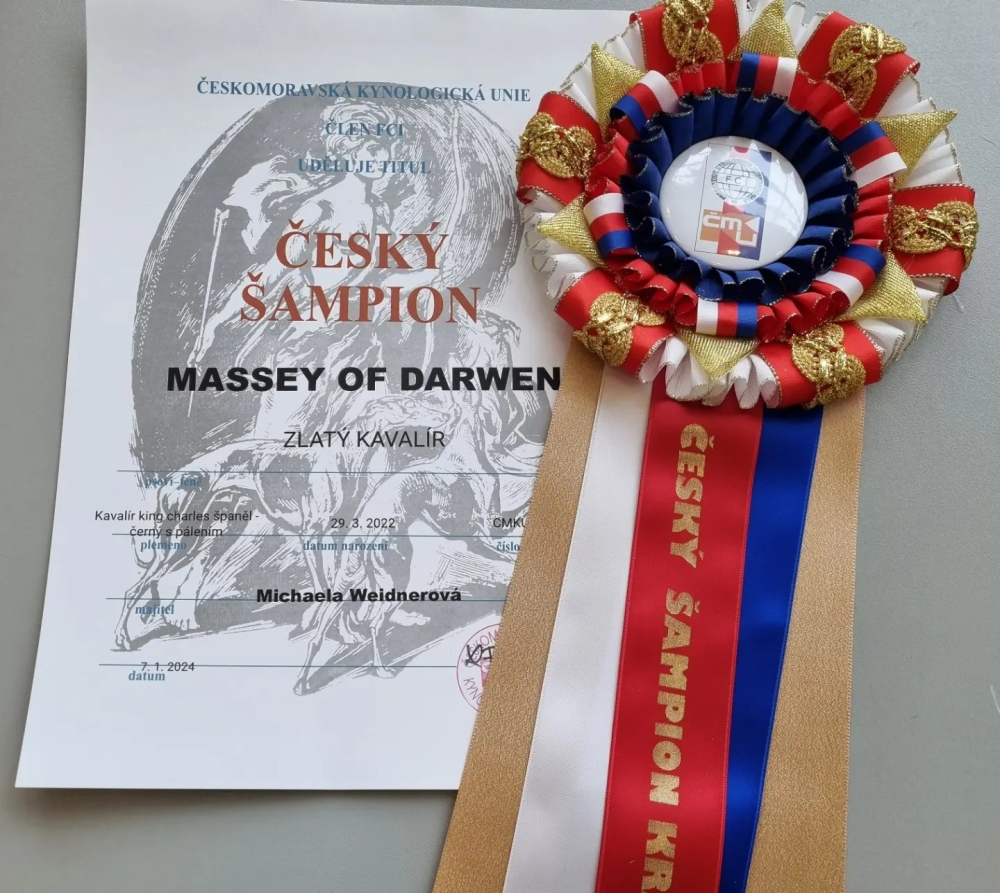 ČESKOMORAVSKÁ KYNOLOGICKÁ UNIE
ČLEN FCI
UDĚLUJE TITUL
ČESKÝ
ŠAMPION
MASSEY OF DARWEN
ZLATÝ KAVALÍR
Kavalír king charles španěl - 29. 3. 2022 CMKU
černý s pálením
plemeno datum narození číslo
Michaela Weidnerová
majitel
7. 1. 2024
datum
FCI
ČMKU
ČESKÝ ŠAMPION KR